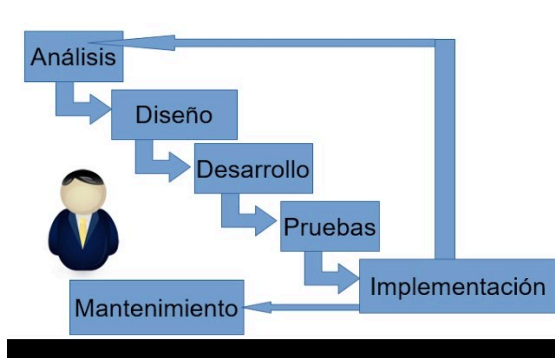 Análisis
Diseño
Desarrollo
Pruebas
Implementación
Mantenimiento